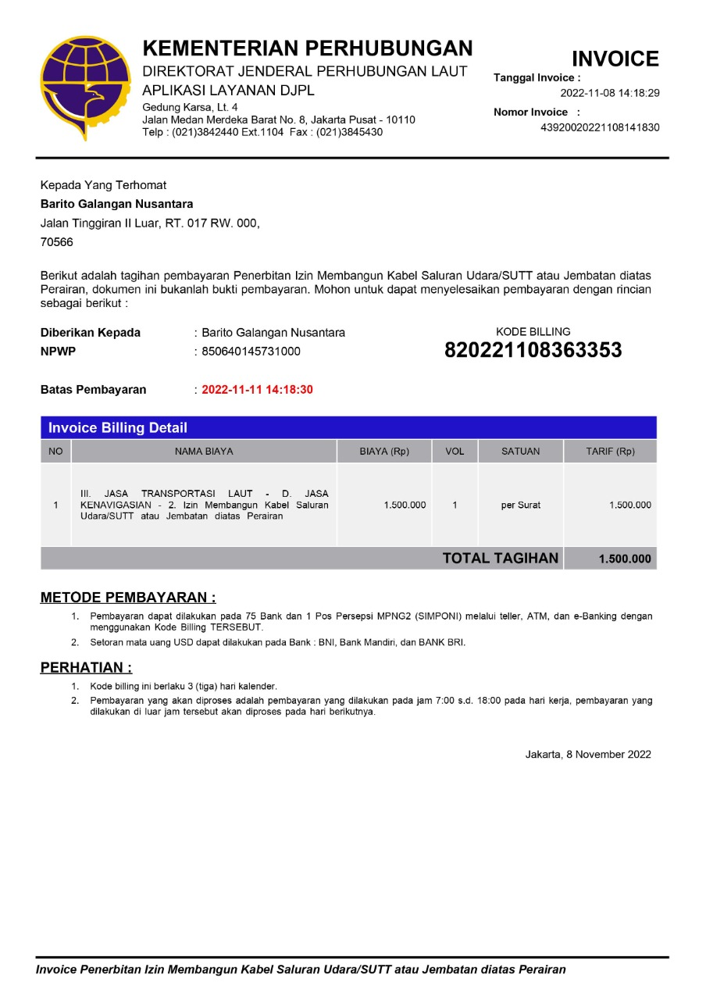 KEMENTERIAN PERHUBUNGAN
DIREKTORAT JENDERAL PERHUBUNGAN LAUT
APLIKASI LAYANAN DJPL
Gedung Karsa, Lt. 4
Jalan Medan Merdeka Barat No. 8, Jakarta Pusat - 10110
Telp : (021)3842440 Ext.1104 Fax : (021)3845430
INVOICE
Tanggal Invoice :
2022-11-08 14:18:29
Nomor Invoice :
43920020221108141830
Kepada Yang Terhomat
Barito Galangan Nusantara
Jalan Tinggiran II Luar, RT. 017 RW. 000,
70566
Berikut adalah tagihan pembayaran Penerbitan Izin Membangun Kabel Saluran Udara/SUTT atau Jembatan diatas
Perairan, dokumen ini bukanlah bukti pembayaran. Mohon untuk dapat menyelesaikan pembayaran dengan rincian
sebagai berikut :
Diberikan Kepada : Barito Galangan Nusantara
NPWP : 850640145731000
KODE BILLING
820221108363353
Batas Pembayaran : 2022-11-11 14:18:30
Invoice Billing Detail
NO NAMA BIAYA BIAYA (Rp) VOL SATUAN TARIF (Rp)
III. JASA TRANSPORTASI LAUT - D. JASA
1 KENAVIGASIAN - 2. Izin Membangun Kabel Saluran 1.500.000 1 per Surat 1.500.000
Udara/SUTT atau Jembatan diatas Perairan
TOTAL TAGIHAN 1.500.000
METODE PEMBAYARAN :
1. Pembayaran dapat dilakukan pada 75 Bank dan 1 Pos Persepsi MPNG2 (SIMPONI) melalui teller, ATM, dan e-Banking dengan
menggunakan Kode Billing TERSEBUT.
2. Setoran mata uang USD dapat dilakukan pada Bank : BNI, Bank Mandiri, dan BANK BRI.
PERHATIAN :
1. Kode billing ini berlaku 3 (tiga) hari kalender.
2. Pembayaran yang akan diproses adalah pembayaran yang dilakukan pada jam 7:00 s.d. 18:00 pada hari kerja, pembayaran yang
dilakukan di luar jam tersebut akan diproses pada hari berikutnya.
Jakarta, 8 November 2022
Invoice Penerbitan Izin Membangun Kabel Saluran Udara/SUTT atau Jembatan diatas Perairan